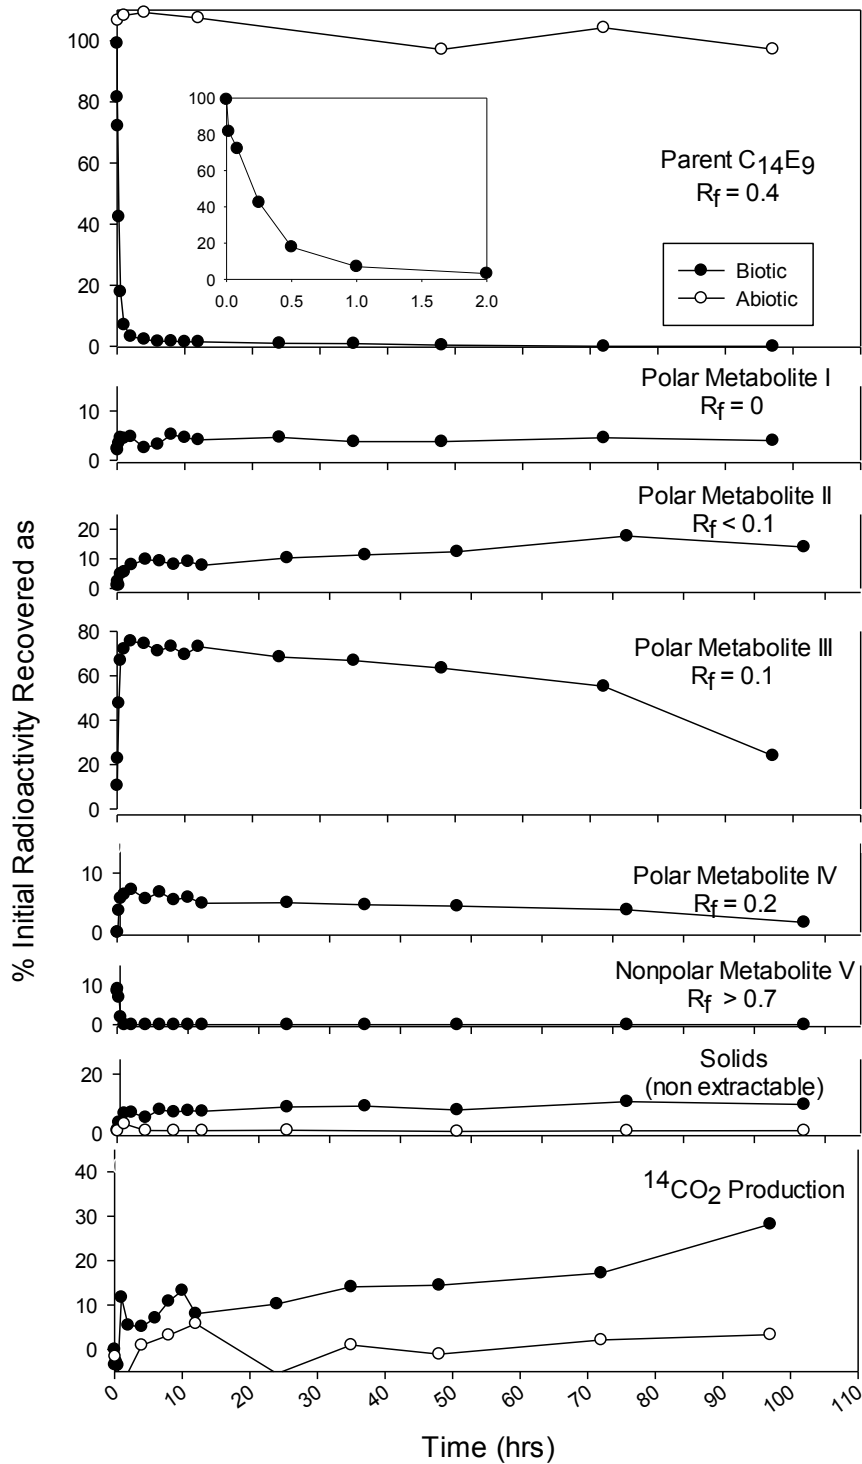 % Initial Radioactivity Recovered as
100
80
60
40
20
0
100
80
60
40
20
0
0.0 0.5 1.0 1.5 2.0
Parent C14E9
Rf = 0.4
Biotic
Abiotic
Polar Metabolite I
Rf = 0
10
0
Polar Metabolite II
Rf < 0.1
20
10
0
80
60
40
20
0
Polar Metabolite III
Rf = 0.1
10
0
Polar Metabolite IV
Rf = 0.2
Nonpolar Metabolite V
Rf > 0.7
10
0
Solids
(non extractable)
20
0
40
30
20
10
0
14CO2 Production
0 10 20 30 40 50 60 70 80 90 100 110
Time (hrs)